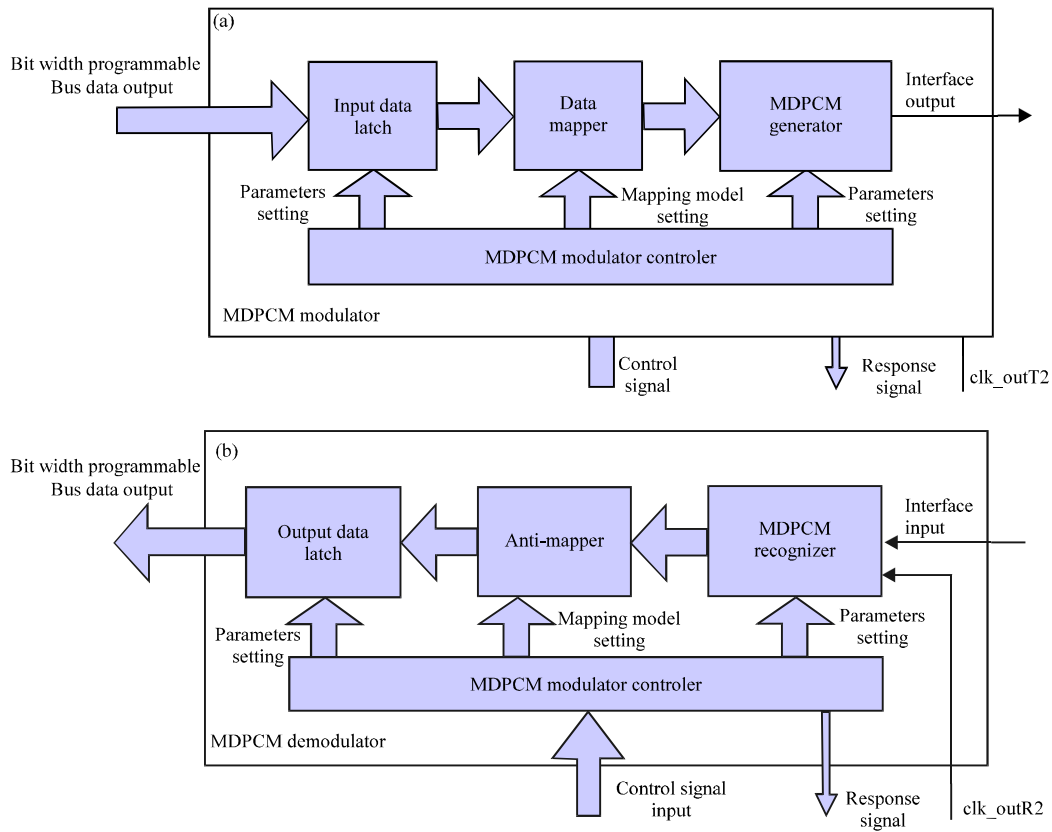 (a)
Bit width programmable
Bus data output
Input data
latch
Data
mapper
MDPCM
generator
Interface
output
Parameters
setting
Mapping model
setting
Parameters
setting
MDPCM modulator controler
MDPCM modulator
Control
signal
Response
signal
clk_outT2
(b)
Bit width programmable
Bus data output
Output data
latch
Anti-mapper
MDPCM
recognizer
Interface
input
Parameters
setting
Mapping model
setting
Parameters
setting
MDPCM modulator controler
MDPCM demodulator
Control signal
input
Response
signal
clk_outR2